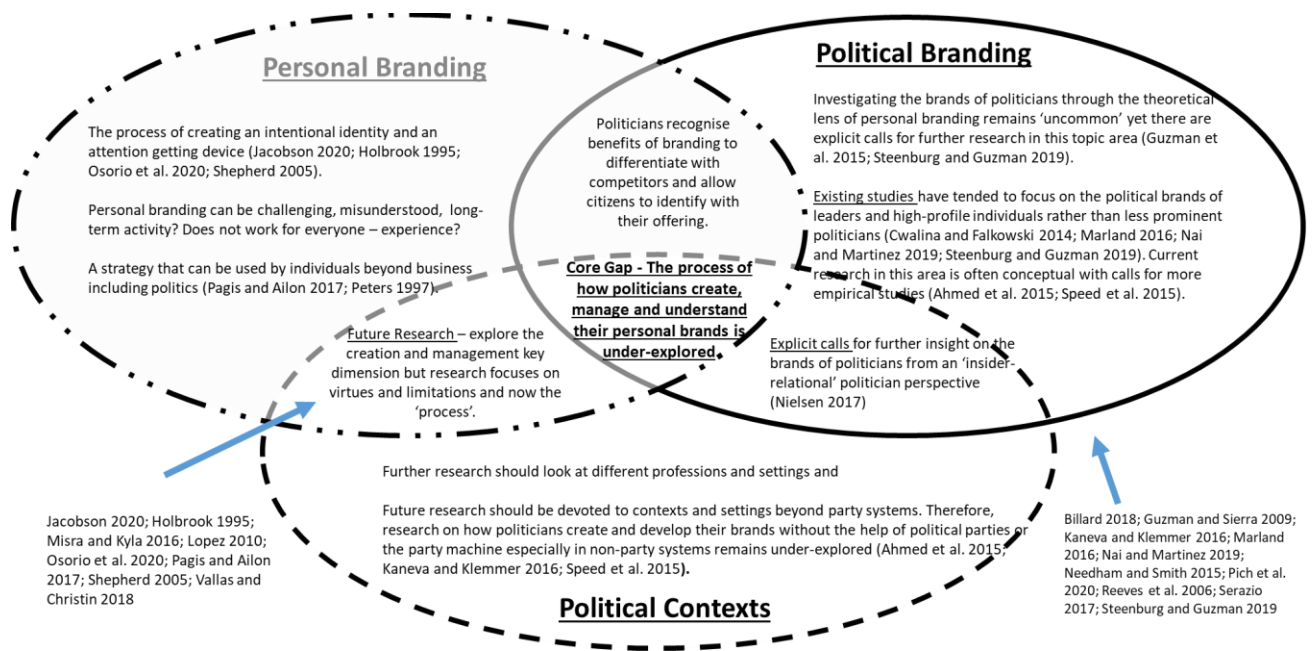 Personal Branding
The process of creating an intentional identity and an
attention getting device (Jacobson 2020; Holbrook 1995;
Osorio et al. 2020; Shepherd 2005).
Personal branding can be challenging, misunderstood, long-
term activity? Does not work for everyone – experience?
A strategy that can be used by individuals beyond business
including politics (Pagis and Ailon 2017; Peters 1997).
Politicians recognise
benefits of branding to
differentiate with
competitors and allow
citizens to identify with
their offering.
Core Gap - The process of
how politicians create,
manage and understand
their personal brands is
under-explored.
Political Branding
Investigating the brands of politicians through the theoretical
lens of personal branding remains ‘uncommon’ yet there are
explicit calls for further research in this topic area (Guzman et
al. 2015; Steenburg and Guzman 2019).
Existing studies have tended to focus on the political brands of
leaders and high-profile individuals rather than less prominent
politicians (Cwalina and Falkowski 2014; Marland 2016; Nai
and Martinez 2019; Steenburg and Guzman 2019). Current
research in this area is often conceptual with calls for more
empirical studies (Ahmed et al. 2015; Speed et al. 2015).
Future Research – explore the
creation and management key
dimension but research focuses on
virtues and limitations and now the
‘process’.
Explicit calls for further insight on the
brands of politicians from an ‘insider-
relational’ politician perspective
(Nielsen 2017)
Further research should look at different professions and settings and
Future research should be devoted to contexts and settings beyond party systems. Therefore,
research on how politicians create and develop their brands without the help of political parties or
the party machine especially in non-party systems remains under-explored (Ahmed et al. 2015;
Kaneva and Klemmer 2016; Speed et al. 2015).
Political Contexts
Jacobson 2020; Holbrook 1995;
Misra and Kyla 2016; Lopez 2010;
Osorio et al. 2020; Pagis and Ailon
2017; Shepherd 2005; Vallas and
Christin 2018
Billard 2018; Guzman and Sierra 2009;
Kaneva and Klemmer 2016; Marland
2016; Nai and Martinez 2019;
Needham and Smith 2015; Pich et al.
2020; Reeves et al. 2006; Serazio
2017; Steenburg and Guzman 2019